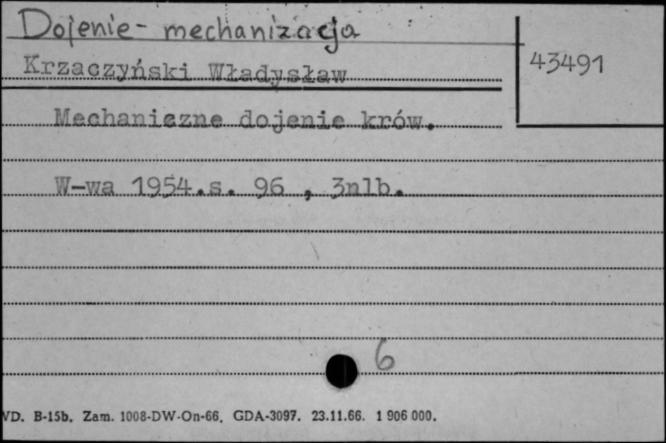 Dojenie - mechanizacja
43491
Krzaczyński Władysław
Mechaniczne dojenie krów.
W-wa 1954.s. 96 , 3nlb.
6
VD. B-15b. Zam. 1008-DW-On-66. GDA-3097. 23.11.66. 1 906 000.